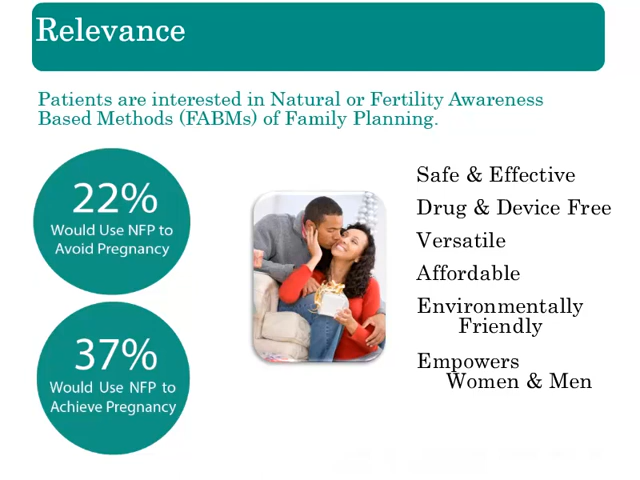 Relevance
Patients are interested in Natural or Fertility Awareness
Based Methods (FABMs) of Family Planning.
22%
Would Use NFP to
Avoid Pregnancy
37%
Would Use NFP to
Achieve Pregnancy
Safe & Effective
Drug & Device Free
Versatile
Affordable
Environmentally
Friendly
Empowers
Women & Men